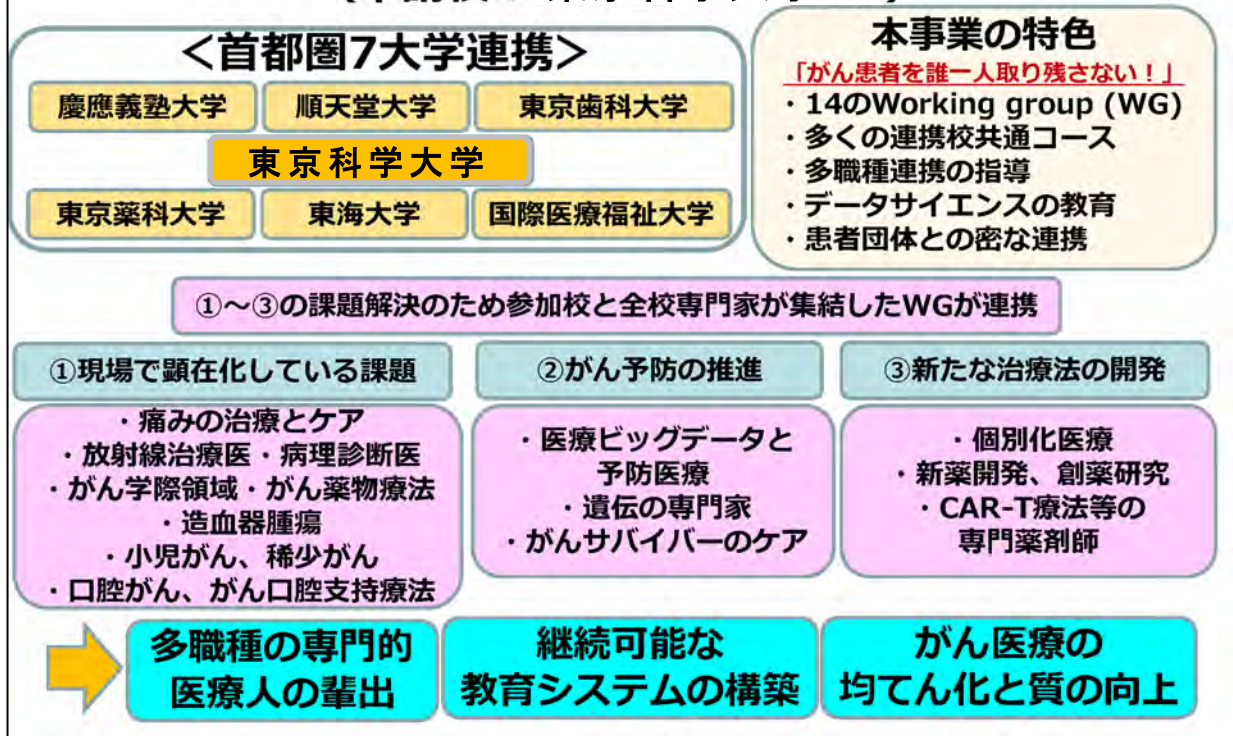 ＜首都圏7大学連携＞
慶應義塾大学
順天堂大学
東京歯科大学
東京科学大学
東京薬科大学
東海大学
国際医療福祉大学
本事業の特色
「がん患者を誰一人取り残さない！」
・14のWorking group (WG)
・多くの連携校共通コース
・多職種連携の指導
・データサイエンスの教育
・患者団体との密な連携
①～③の課題解決のため参加校と全校専門家が集結したWGが連携
①現場で顕在化している課題
・痛みの治療とケア
・放射線治療医・病理診断医
・がん学際領域・がん薬物療法
・造血器腫瘍
・小児がん、稀少がん
・口腔がん、がん口腔支持療法
②がん予防の推進
・医療ビッグデータと
予防医療
・遺伝の専門家
・がんサバイバーのケア
③新たな治療法の開発
・個別化医療
・新薬開発、創薬研究
・CAR-T療法等の
専門薬剤師
多職種の専門的
医療人の輩出
継続可能な
教育システムの構築
がん医療の
均てん化と質の向上